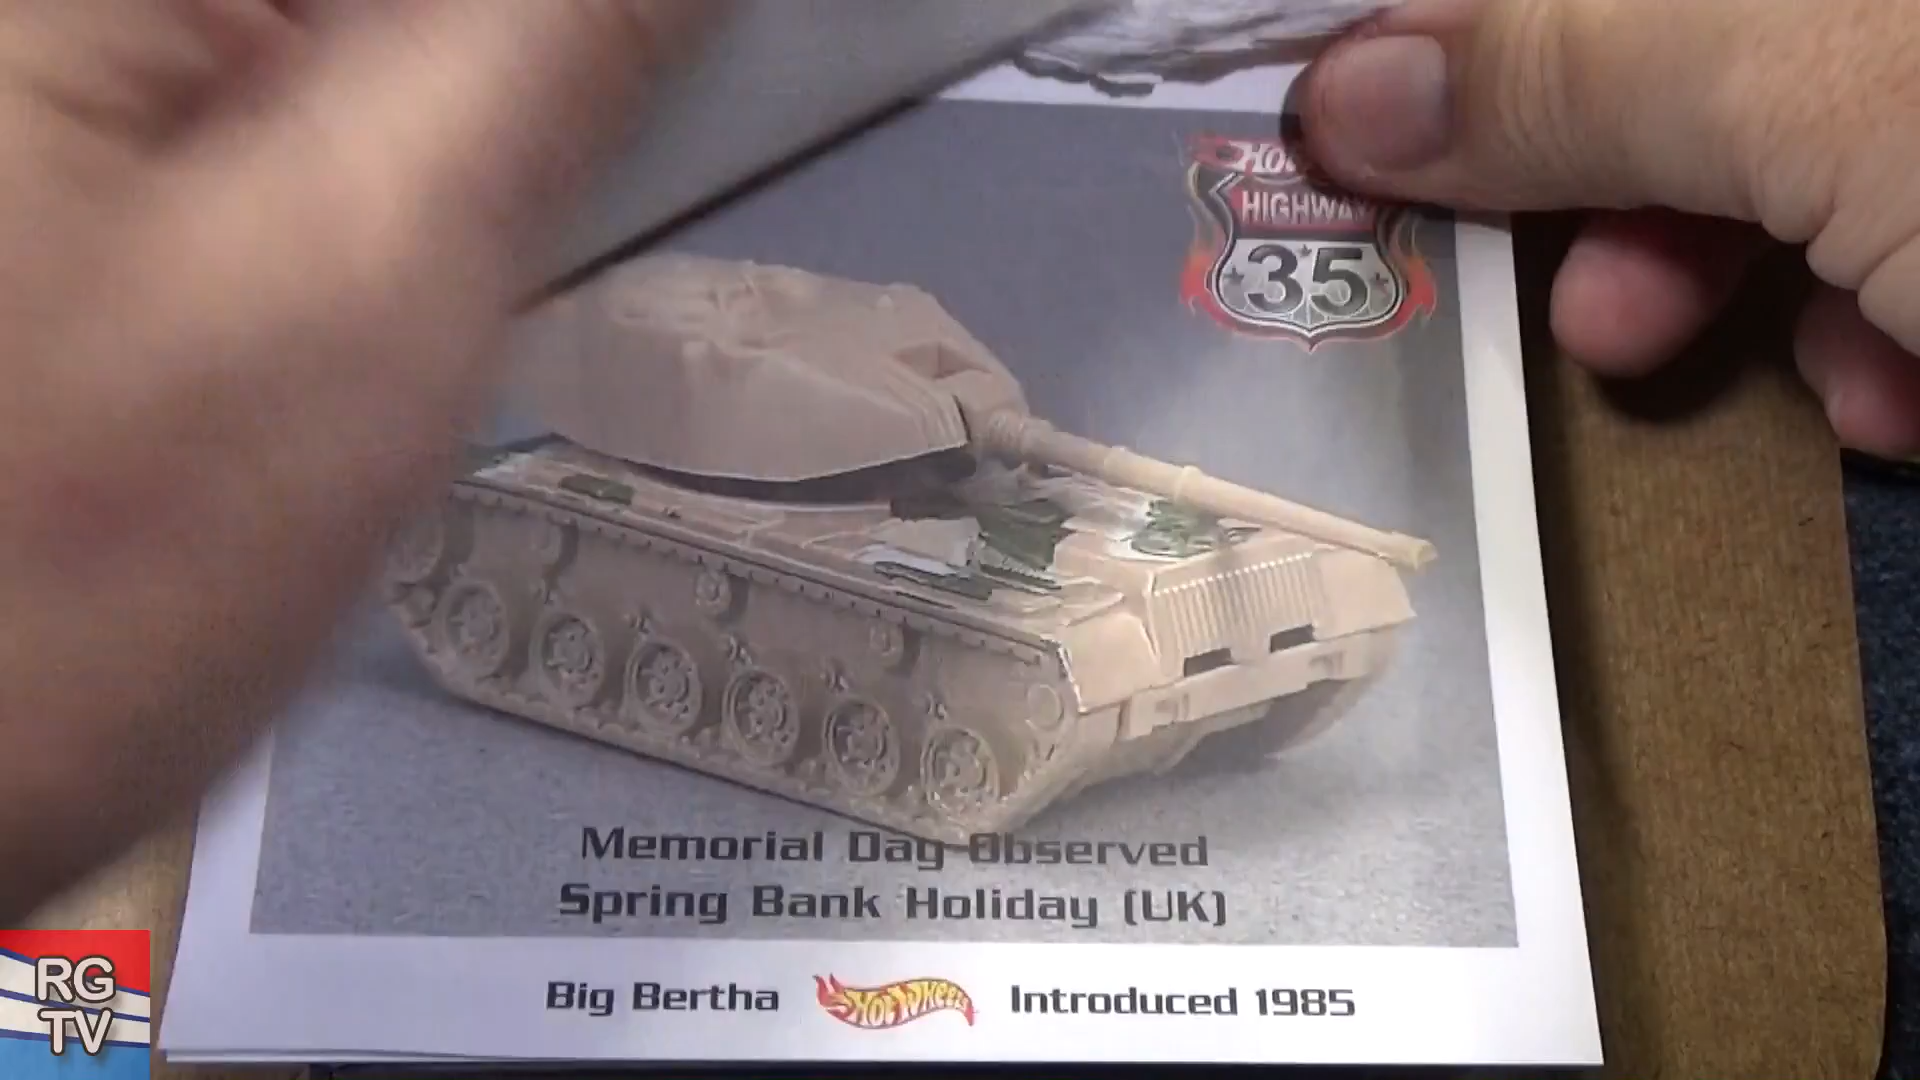 HIGHWAY
35
Memorial Day Observed
Spring Bank Holiday (UK)
Big Bertha
Hot Wheels
Introduced 1985
RG
TV